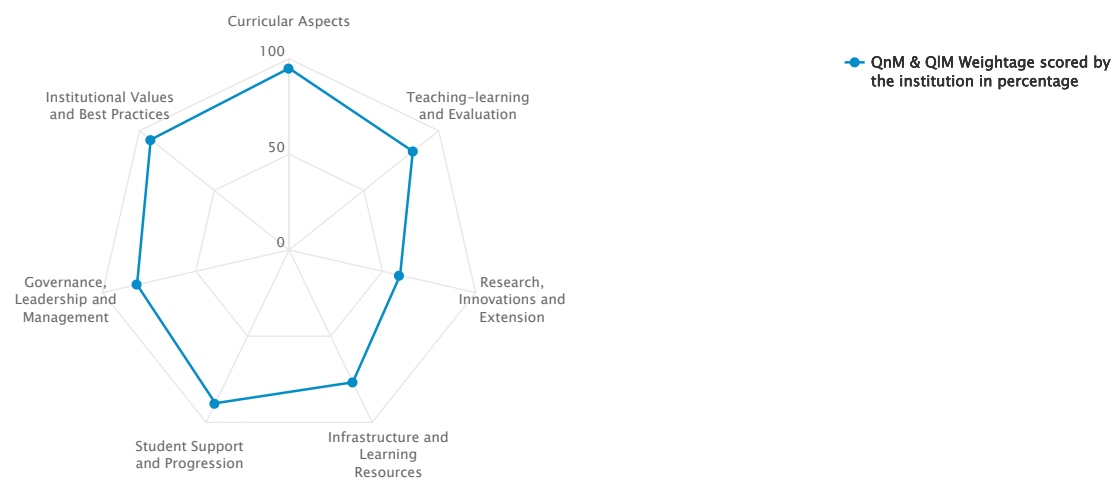 Curricular Aspects
100
QnM & QlM Weightage scored by
the institution in percentage
Institutional Values
and Best Practices
Teaching-learning
and Evaluation
50
0
Governance,
Leadership and
Management
Research,
Innovations and
Extension
Student Support
and Progression
Infrastructure and
Learning
Resources